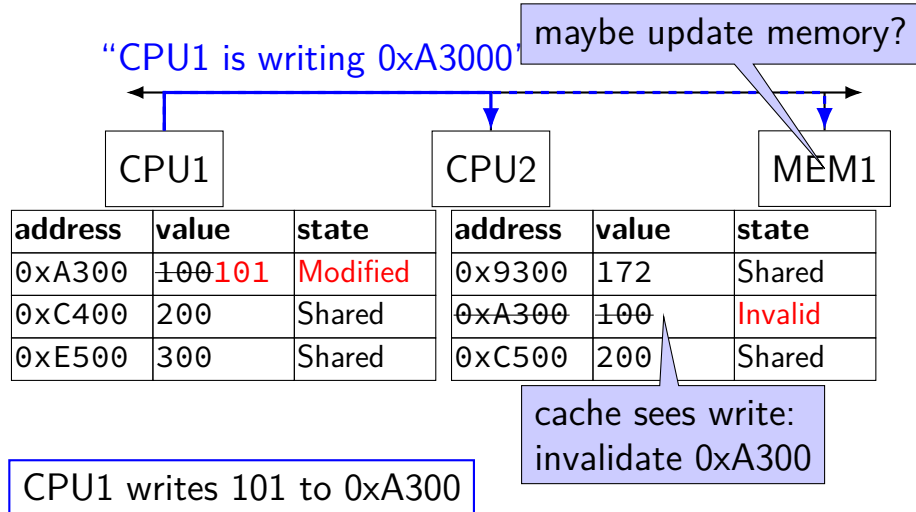 maybe update memory?
“CPU1 is writing 0xA3000”
CPU1
CPU2
MEM1
address value state
0xA300 100101 Modified
0xC400 200 Shared
0xE500 300 Shared
address value state
0x9300 172 Shared
0xA300 100 Invalid
0xC500 200 Shared
cache sees write:
invalidate 0xA300
CPU1 writes 101 to 0xA300